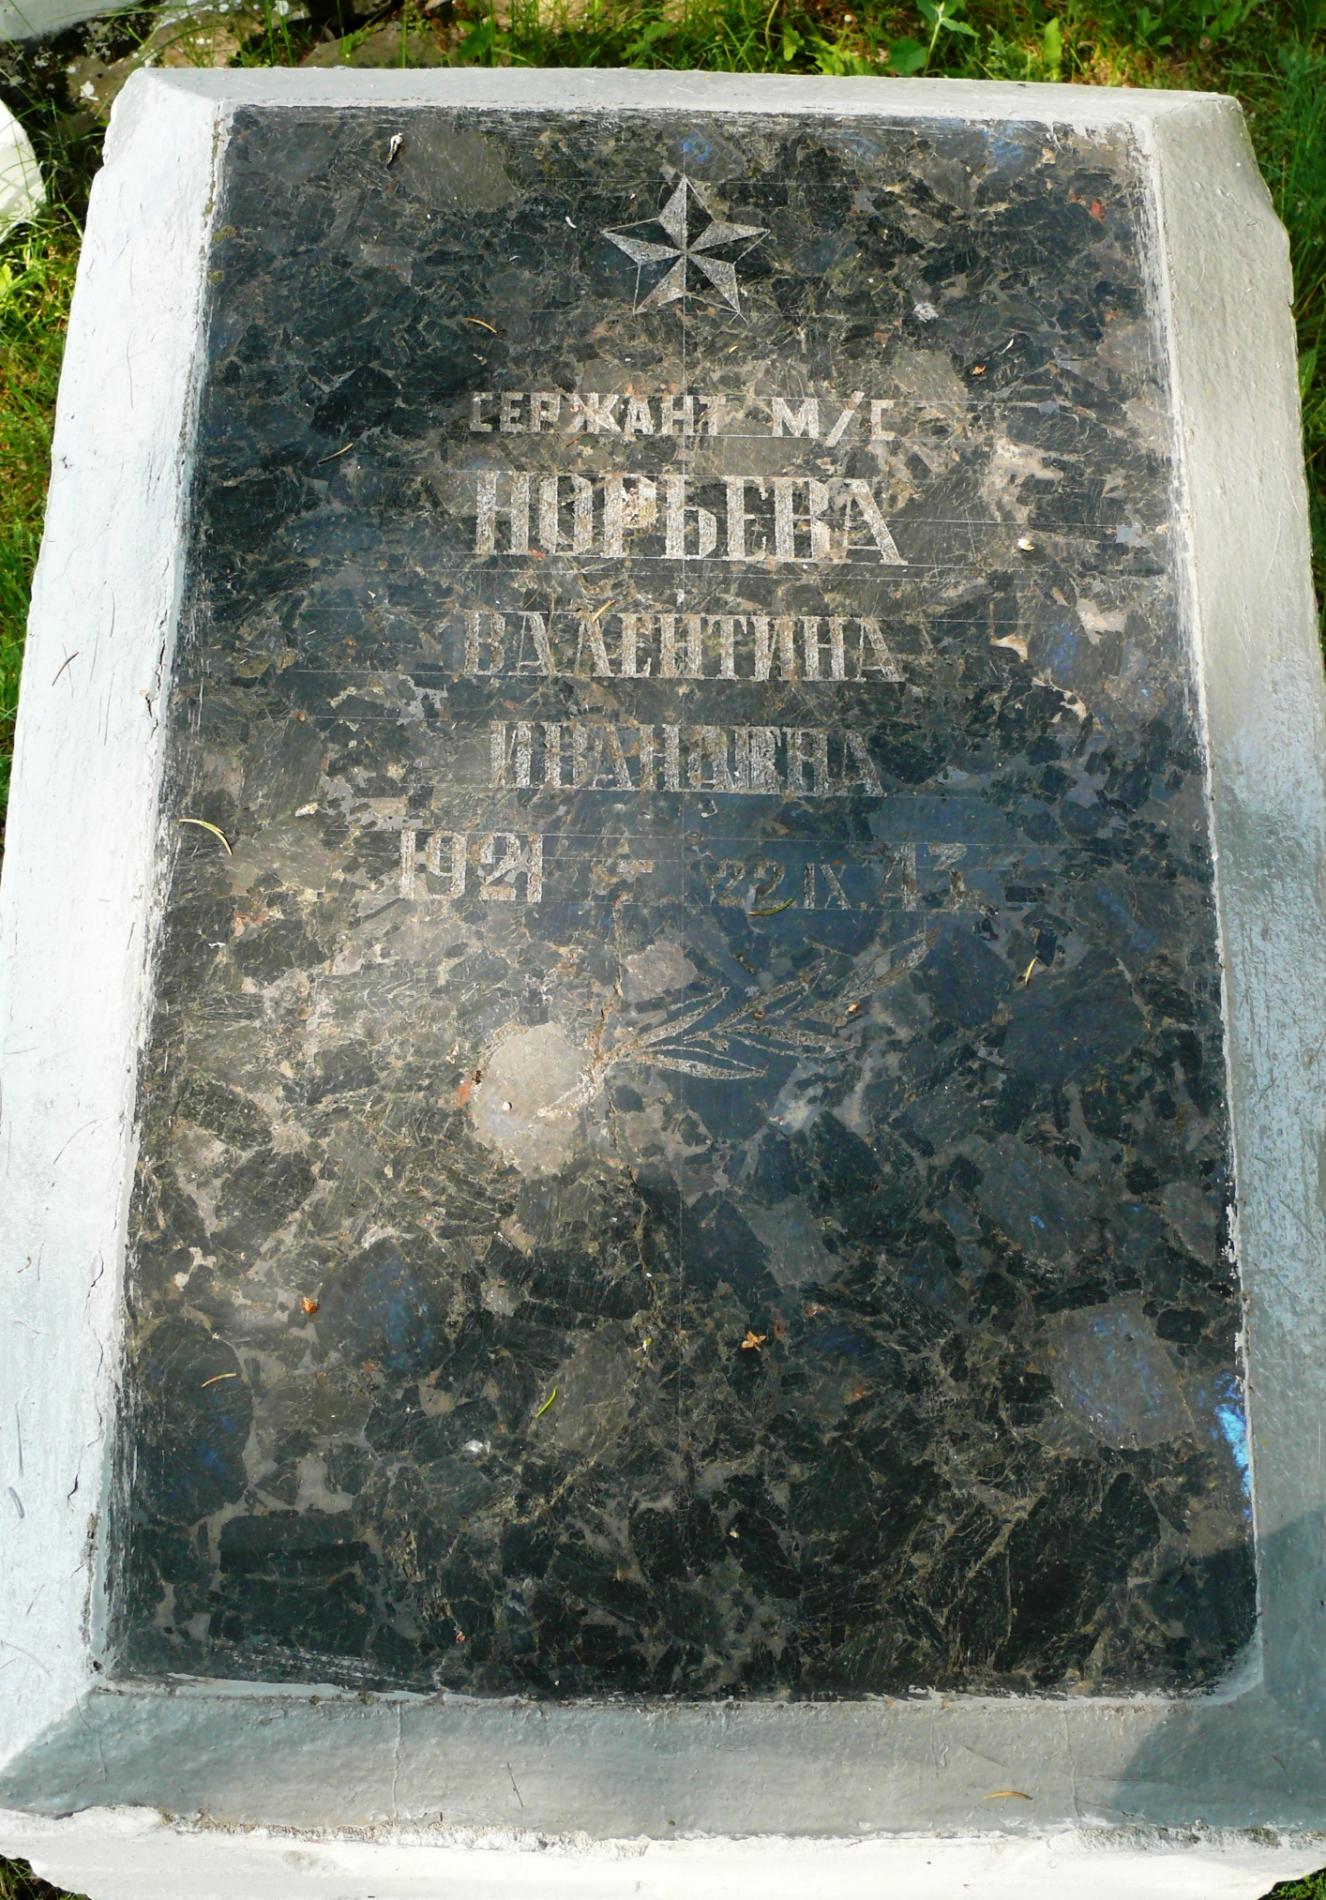 СЕРЖАНТ М/С
НОРЬЕВА
ВАЛЕНТИНА
ИВАНОВНА
1921 - 22.IX.43.